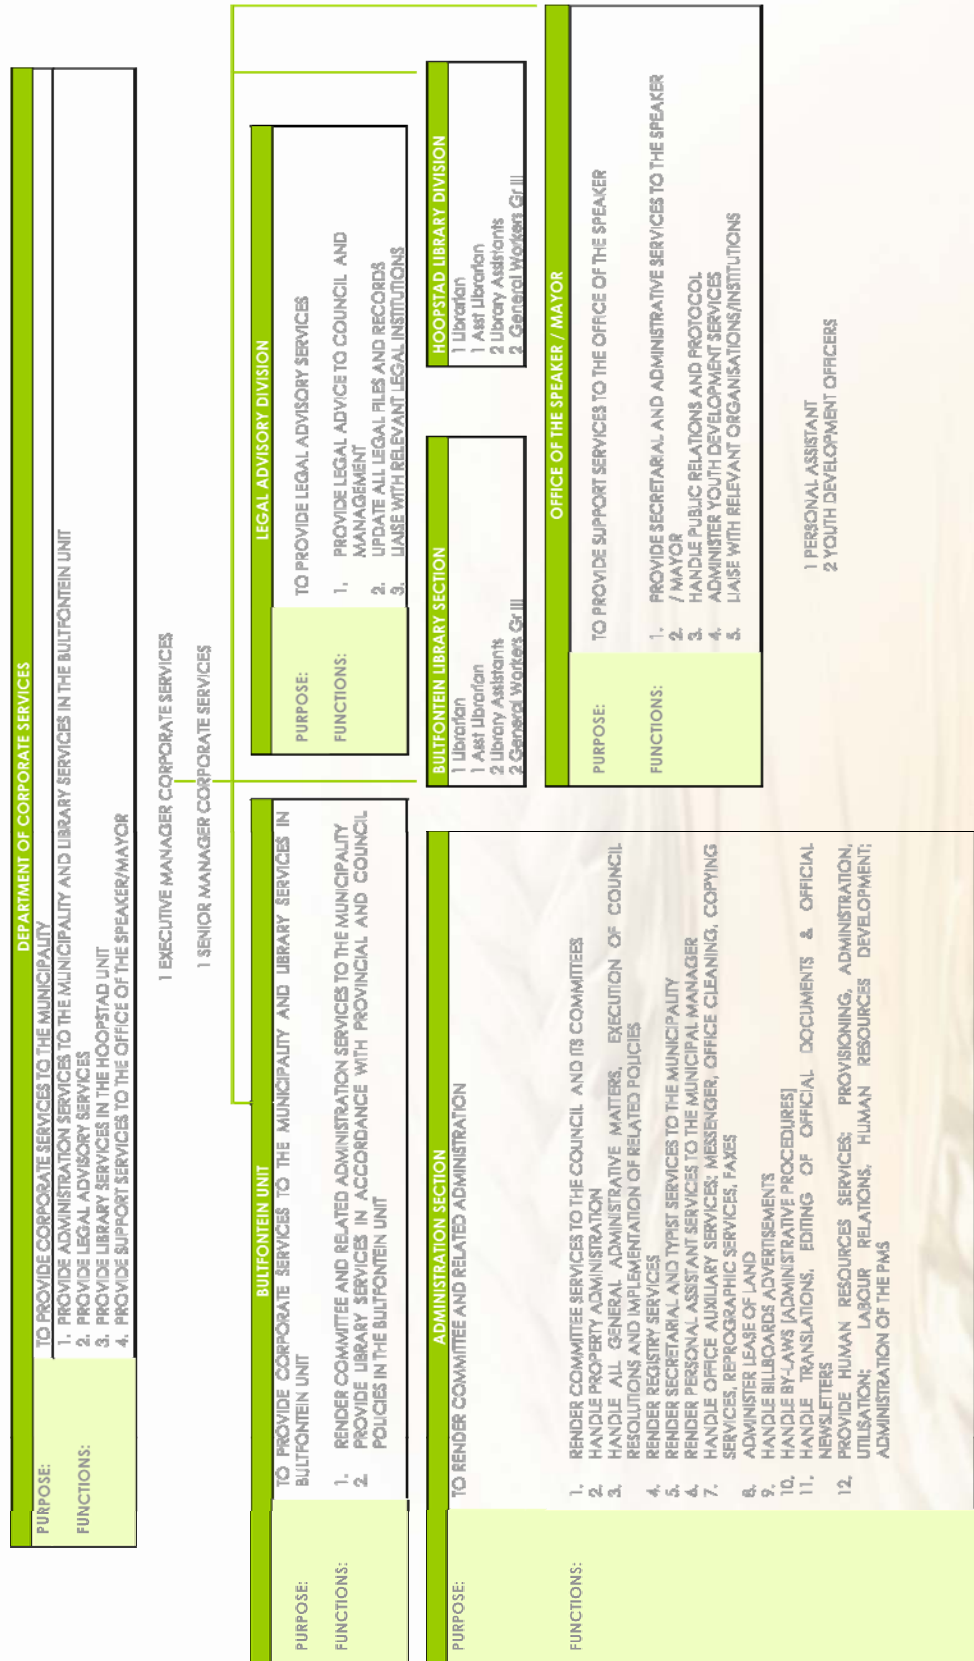 DEPARTMENT OF CORPORATE SERVICES
PURPOSE:
TO PROVIDE CORPORATE SERVICES TO THE MUNICIPALITY
FUNCTIONS:
1. PROVIDE ADMINISTRATION SERVICES TO THE MUNICIPALITY AND LIBRARY SERVICES IN THE BULTFONTEIN UNIT
2. PROVIDE LEGAL ADVISORY SERVICES
3. PROVIDE LIBRARY SERVICES IN THE HOOPSTAD UNIT
4. PROVIDE SUPPORT SERVICES TO THE OFFICE OF THE SPEAKER/MAYOR
1 EXECUTIVE MANAGER CORPORATE SERVICES
1 SENIOR MANAGER CORPORATE SERVICES
BULTFONTEIN UNIT
PURPOSE:
TO PROVIDE CORPORATE SERVICES TO THE MUNICIPALITY AND LIBRARY SERVICES IN
BULTFONTEIN UNIT
FUNCTIONS:
1. RENDER COMMITTEE AND RELATED ADMINISTRATION SERVICES TO THE MUNICIPALITY
2. PROVIDE LIBRARY SERVICES IN ACCORDANCE WITH PROVINCIAL AND COUNCIL
POLICIES IN THE BULTFONTEIN UNIT
LEGAL ADVISORY DIVISION
PURPOSE:
TO PROVIDE LEGAL ADVISORY SERVICES
FUNCTIONS:
1. PROVIDE LEGAL ADVICE TO COUNCIL AND
MANAGEMENT
2. UPDATE ALL LEGAL FILES AND RECORDS
3. LIAISE WITH RELEVANT LEGAL INSTITUTIONS
ADMINISTRATION SECTION
PURPOSE:
TO RENDER COMMITTEE AND RELATED ADMINISTRATION
FUNCTIONS:
1. RENDER COMMITTEE SERVICES TO THE COUNCIL AND ITS COMMITTEES
2. HANDLE PROPERTY ADMINISTRATION
3. HANDLE ALL GENERAL ADMINISTRATIVE MATTERS, EXECUTION OF COUNCIL
RESOLUTIONS AND IMPLEMENTATION OF RELATED POLICIES
4. RENDER REGISTRY SERVICES
5. RENDER SECRETARIAL AND TYPIST SERVICES TO THE MUNICIPALITY
6. RENDER PERSONAL ASSISTANT SERVICES TO THE MUNICIPAL MANAGER
7. HANDLE OFFICE AUXILIARY SERVICES; MESSENGER, OFFICE CLEANING, COPYING
SERVICES, REPROGRAPHIC SERVICES, FAXES
8. ADMINISTER LEASE OF LAND
9. HANDLE BILLBOARDS ADVERTISEMENTS
10. HANDLE BY-LAWS [ADMINISTRATIVE PROCEDURES]
11. HANDLE TRANSLATIONS, EDITING OF OFFICIAL DOCUMENTS & OFFICIAL
NEWSLETTERS
12. PROVIDE HUMAN RESOURCES SERVICES; PROVISIONING, ADMINISTRATION,
UTILISATION; LABOUR RELATIONS, HUMAN RESOURCES DEVELOPMENT;
ADMINISTRATION OF THE PMS
BULTFONTEIN LIBRARY SECTION
1 Librarian
1 Asst Librarian
2 Library Assistants
2 General Workers Gr III
HOOPSTAD LIBRARY DIVISION
1 Librarian
1 Asst Librarian
2 Library Assistants
2 General Workers Gr III
OFFICE OF THE SPEAKER / MAYOR
PURPOSE:
TO PROVIDE SUPPORT SERVICES TO THE OFFICE OF THE SPEAKER
FUNCTIONS:
1. PROVIDE SECRETARIAL AND ADMINISTRATIVE SERVICES TO THE SPEAKER
2. / MAYOR
3. HANDLE PUBLIC RELATIONS AND PROTOCOL
4. ADMINISTER YOUTH DEVELOPMENT SERVICES
5. LIAISE WITH RELEVANT ORGANISATIONS/INSTITUTIONS
1 PERSONAL ASSISTANT
2 YOUTH DEVELOPMENT OFFICERS